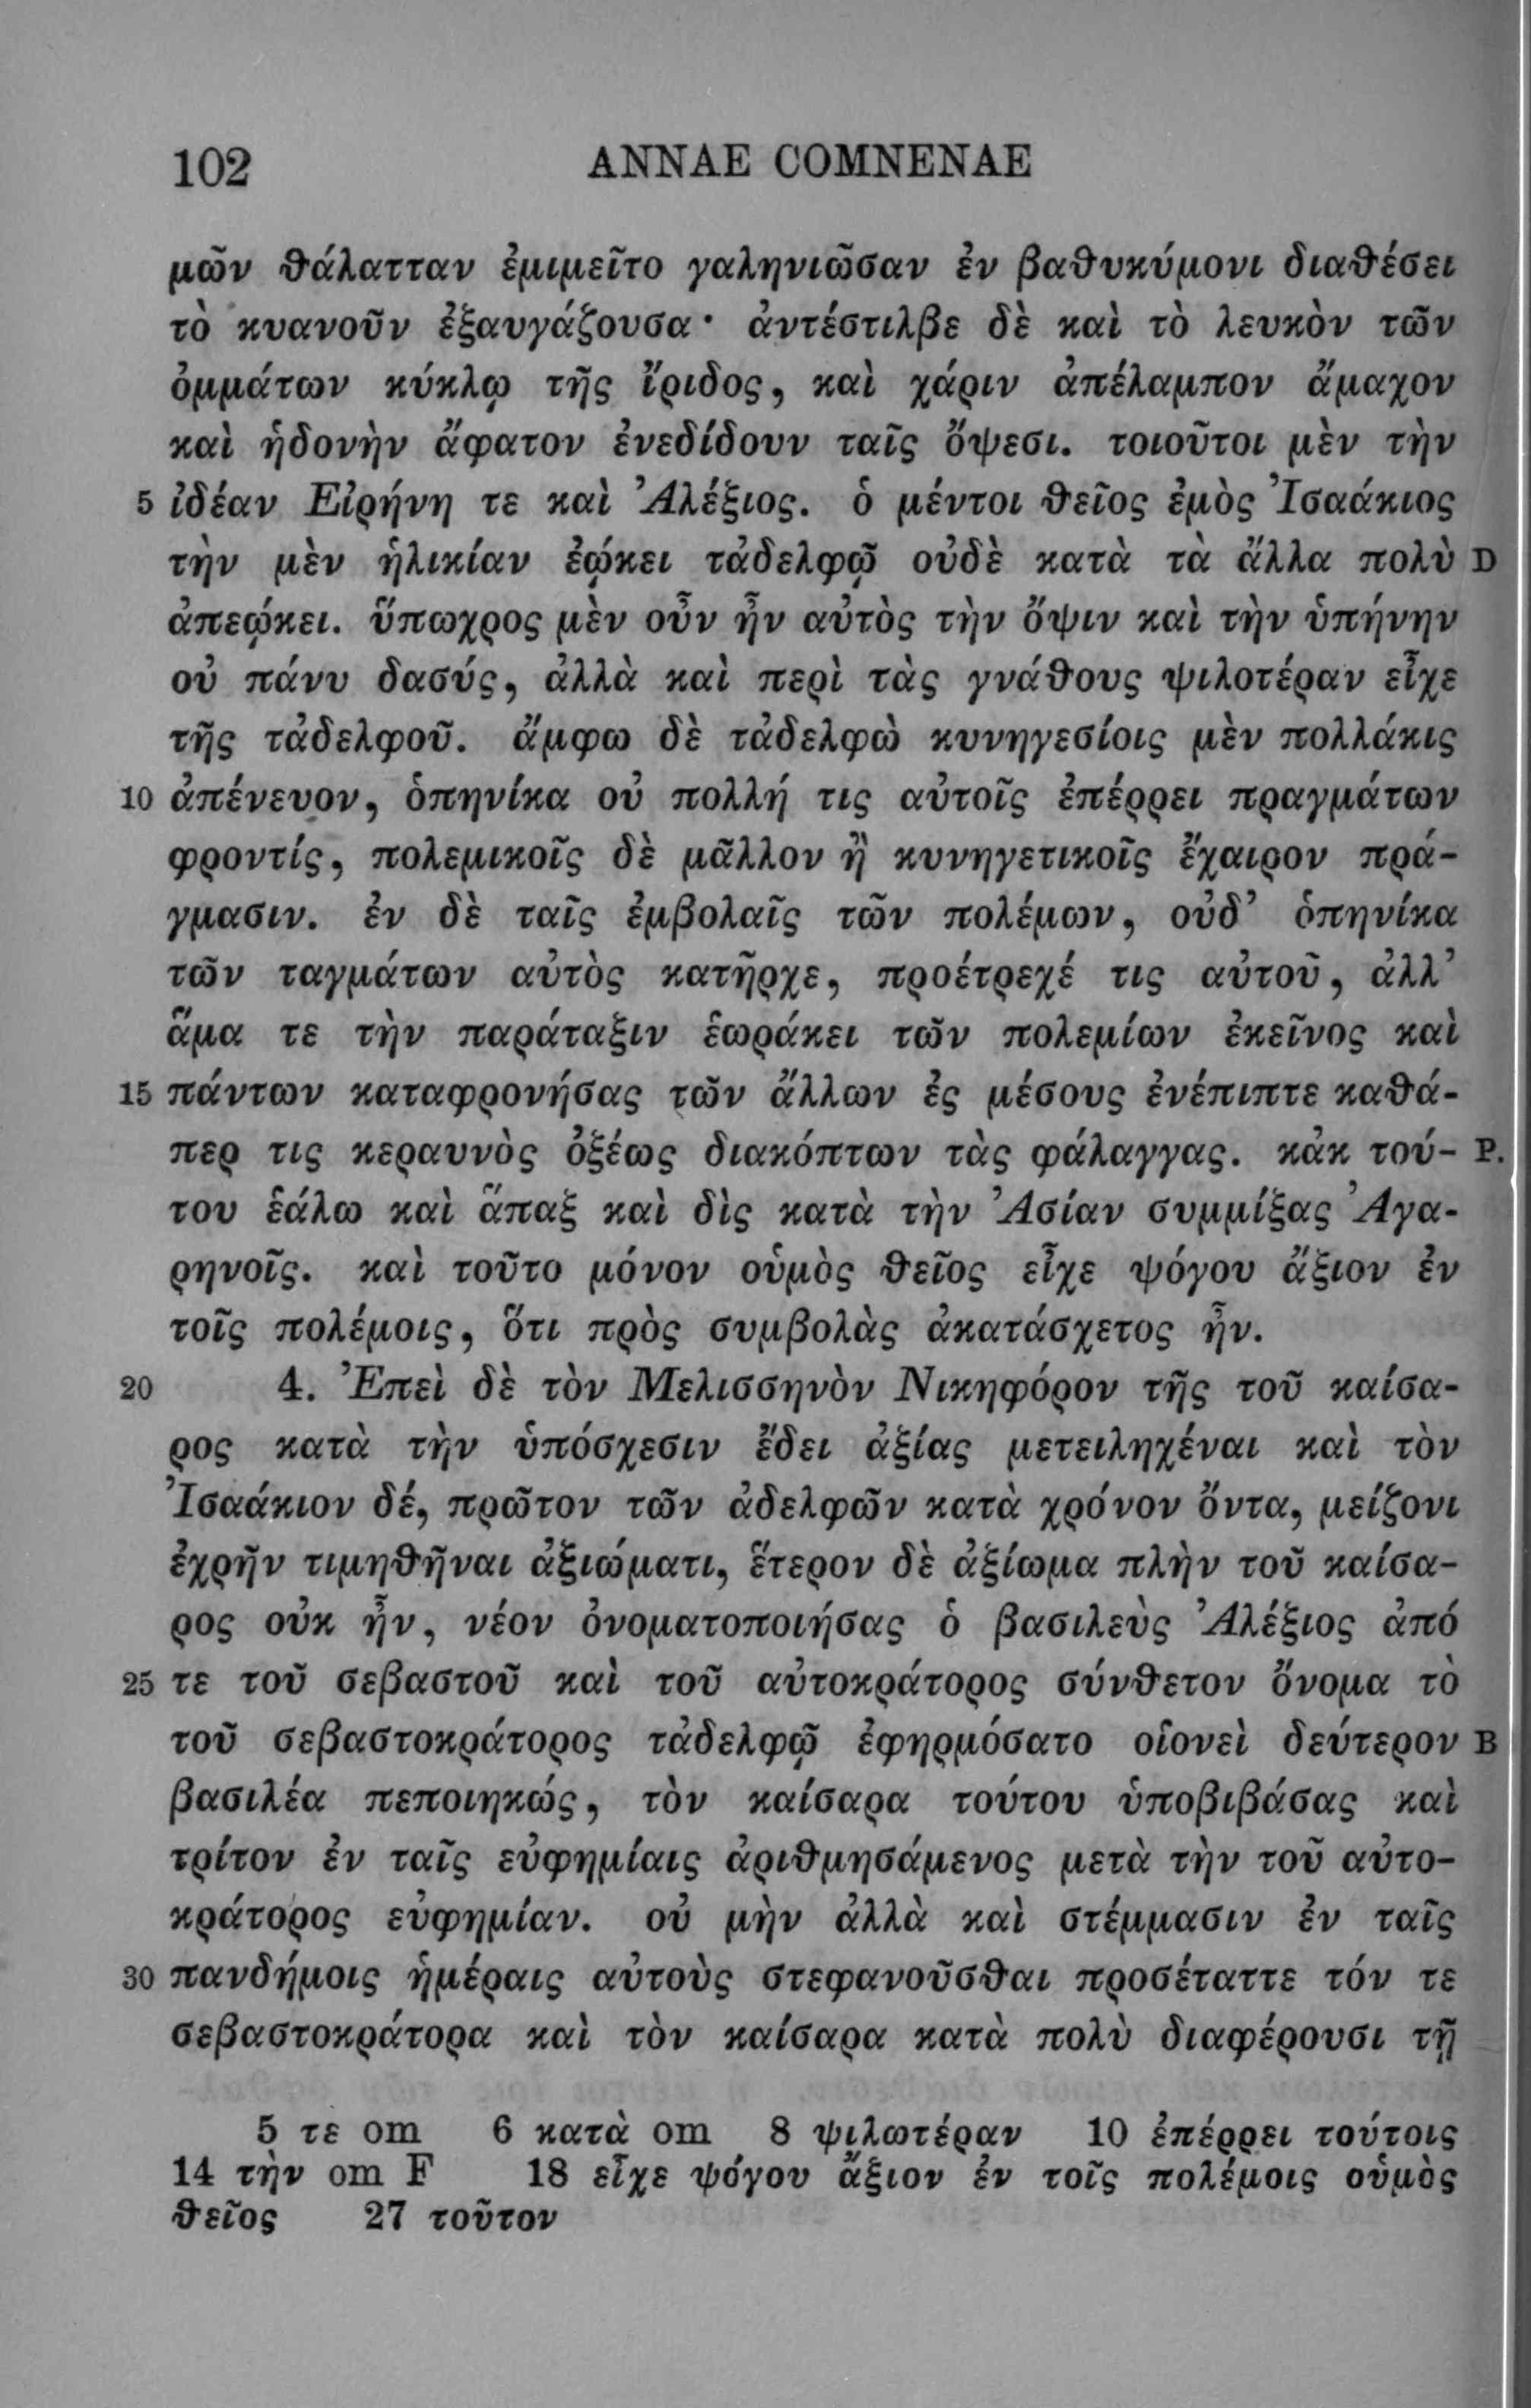 102 ANNAE COMNENAE
μῶν θάλατταν ἐμιμεῖτο γαληνιῶσαν ἐν βαθυκύμονι διαθέσει
τὸ κυανοῦν ἐξαυγάζουσα· ἀντέστιλβε δὲ καὶ τὸ λευκὸν τῶν
ὀμμάτων κύκλῳ τῆς ἴριδος, καὶ χάριν ἀπέλαμπον ἄμαχον
καὶ ἡδονὴν ἄφατον ἐνεδίδουν ταῖς ὄψεσι. τοιοῦτοι μὲν τὴν
5 ἰδέαν Εἰρήνη τε καὶ Ἀλέξιος. ὁ μέντοι θεῖος ἐμὸς Ἰσαάκιος
τὴν μὲν ἡλικίαν ἐῴκει τἀδελφῷ οὐδὲ κατὰ τὰ ἄλλα πολὺ D
ἀπεῴκει. ὕπωχρος μὲν οὖν ἦν αὐτὸς τὴν ὄψιν καὶ τὴν ὑπήνην
οὐ πάνυ δασύς, ἀλλὰ καὶ περὶ τὰς γνάθους ψιλοτέραν εἶχε
τῆς τἀδελφοῦ. ἄμφω δὲ τἀδελφὼ κυνηγεσίοις μὲν πολλάκις
10 ἀπένευον, ὁπηνίκα οὐ πολλή τις αὐτοῖς ἐπέρρει πραγμάτων
φροντίς, πολεμικοῖς δὲ μᾶλλον ἢ κυνηγετικοῖς ἔχαιρον πρά-
γμασιν. ἐν δὲ ταῖς ἐμβολαῖς τῶν πολέμων, οὐδ’ ὁπηνίκα
τῶν ταγμάτων αὐτὸς κατῆρχε, προέτρεχέ τις αὐτοῦ, ἀλλ’
ἅμα τε τὴν παράταξιν ἑωράκει τῶν πολεμίων ἐκεῖνος καὶ
15 πάντων καταφρονήσας τῶν ἄλλων ἐς μέσους ἐνέπιπτε καθά-
περ τις κεραυνὸς ὀξέως διακόπτων τὰς φάλαγγας. κἀκ τού- P.
του ἑάλω καὶ ἅπαξ καὶ δὶς κατὰ τὴν Ἀσίαν συμμίξας Ἀγα-
ρηνοῖς. καὶ τοῦτο μόνον οὑμὸς θεῖος εἶχε ψόγου ἄξιον ἐν
τοῖς πολέμοις, ὅτι πρὸς συμβολὰς ἀκατάσχετος ἦν.
20 4. Ἐπεὶ δὲ τὸν Μελισσηνὸν Νικηφόρον τῆς τοῦ καίσα-
ρος κατὰ τὴν ὑπόσχεσιν ἔδει ἀξίας μετειληχέναι καὶ τὸν
Ἰσαάκιον δέ, πρῶτον τῶν ἀδελφῶν κατὰ χρόνον ὄντα, μείζονι
ἐχρῆν τιμηθῆναι ἀξιώματι, ἕτερον δὲ ἀξίωμα πλὴν τοῦ καίσα-
ρος οὐκ ἦν, νέον ὀνοματοποιήσας ὁ βασιλεὺς Ἀλέξιος ἀπό
25 τε τοῦ σεβαστοῦ καὶ τοῦ αὐτοκράτορος σύνθετον ὄνομα τὸ
τοῦ σεβαστοκράτορος τἀδελφῷ ἐφηρμόσατο οἱονεὶ δεύτερον B
βασιλέα πεποιηκώς, τὸν καίσαρα τούτου ὑποβιβάσας καὶ
τρίτον ἐν ταῖς εὐφημίαις ἀριθμησάμενος μετὰ τὴν τοῦ αὐτο-
κράτορος εὐφημίαν. οὐ μὴν ἀλλὰ καὶ στέμμασιν ἐν ταῖς
30 πανδήμοις ἡμέραις αὐτοὺς στεφανοῦσθαι προσέταττε τόν τε
σεβαστοκράτορα καὶ τὸν καίσαρα κατὰ πολὺ διαφέρουσι τῇ
5 τε om 6 κατὰ om 8 ψιλωτέραν 10 ἐπέρρει τούτοις
14 τὴν om F 18 εἶχε ψόγου ἄξιον ἐν τοῖς πολέμοις οὑμὸς
θεῖος 27 τοῦτον